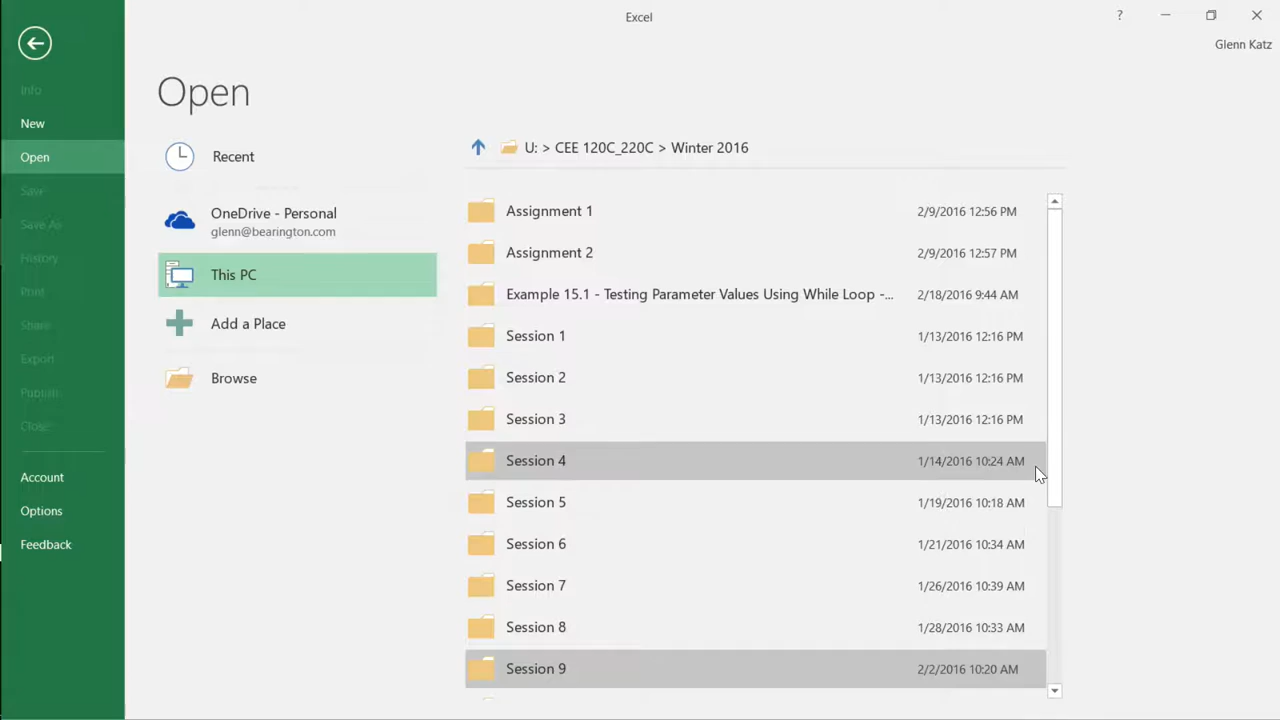 Excel
?
Glenn Katz
Info
New
Open
Save
Save As
History
Print
Share
Export
Publish
Close
Account
Options
Feedback
Open
Recent
OneDrive - Personal
glenn@bearington.com
This PC
Add a Place
Browse
U: > CEE 120C_220C > Winter 2016
Assignment 1 2/9/2016 12:56 PM
Assignment 2 2/9/2016 12:57 PM
Example 15.1 - Testing Parameter Values Using While Loop -... 2/18/2016 9:44 AM
Session 1 1/13/2016 12:16 PM
Session 2 1/13/2016 12:16 PM
Session 3 1/13/2016 12:16 PM
Session 4 1/14/2016 10:24 AM
Session 5 1/19/2016 10:18 AM
Session 6 1/21/2016 10:34 AM
Session 7 1/26/2016 10:39 AM
Session 8 1/28/2016 10:33 AM
Session 9 2/2/2016 10:20 AM